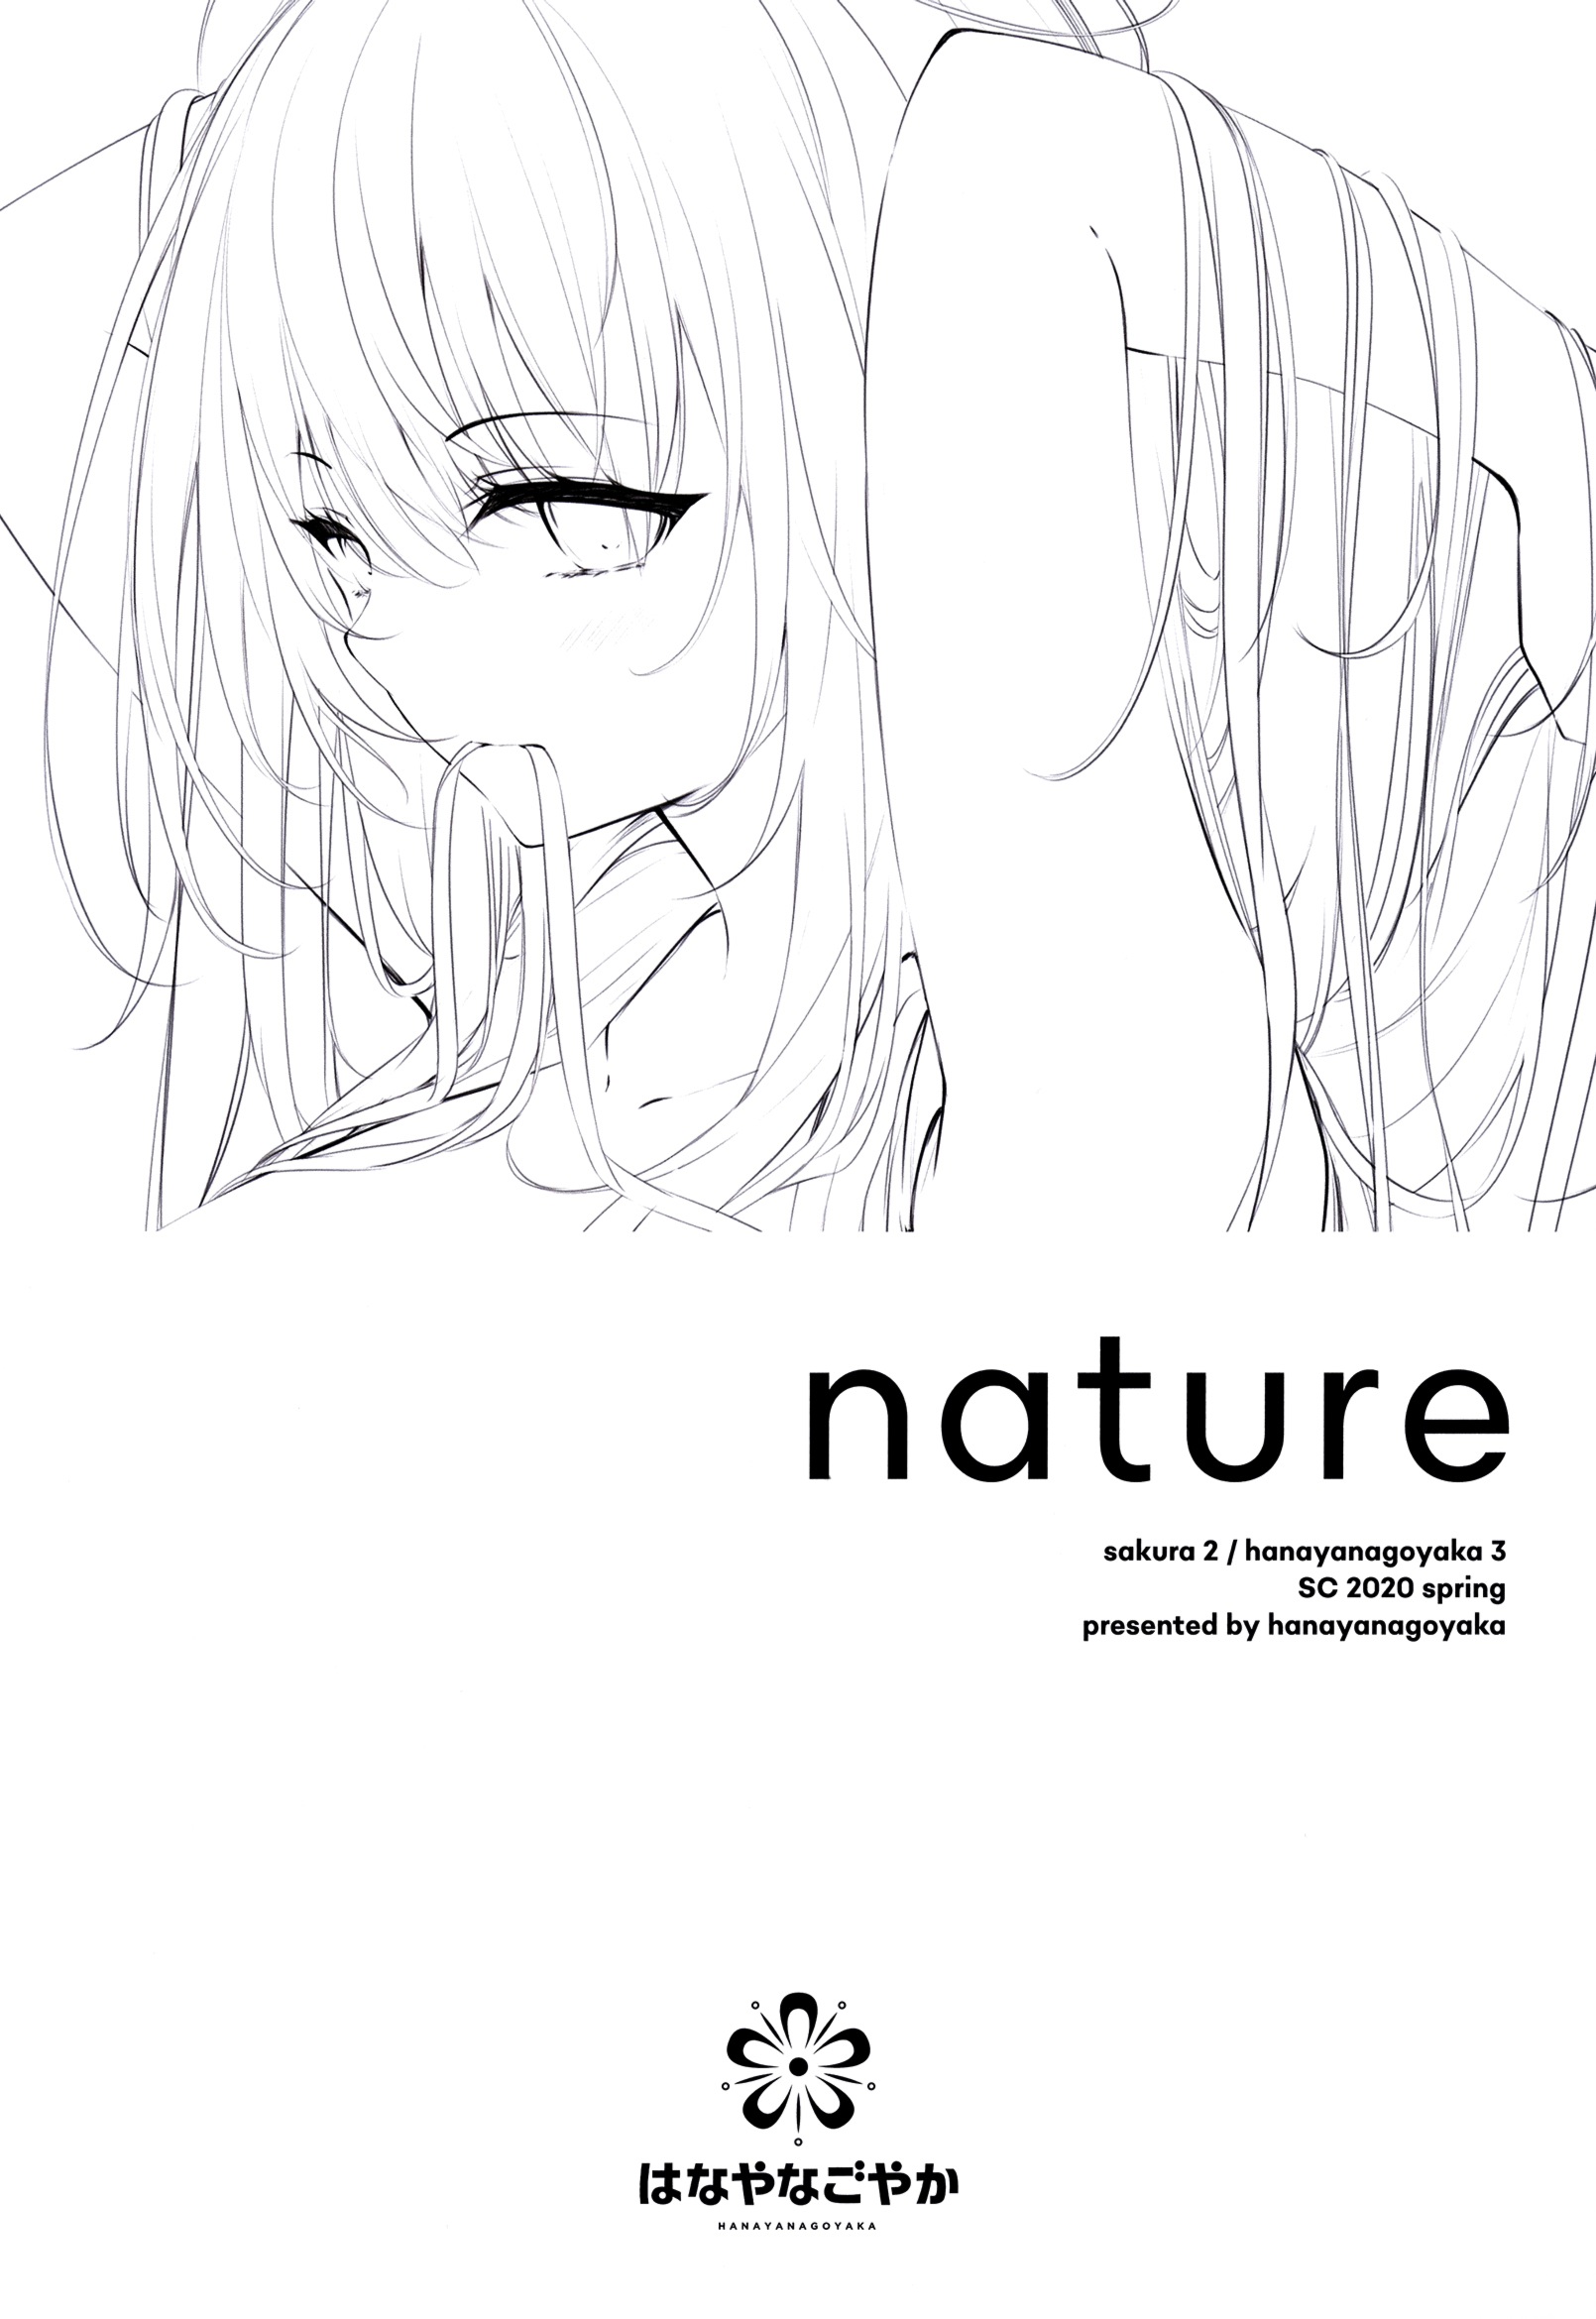 nature
sakura 2 / hanayanagoyaka 3
SC 2020 spring
presented by hanayanagoyaka
はなやなごやか
HANAYANAGOYAKA